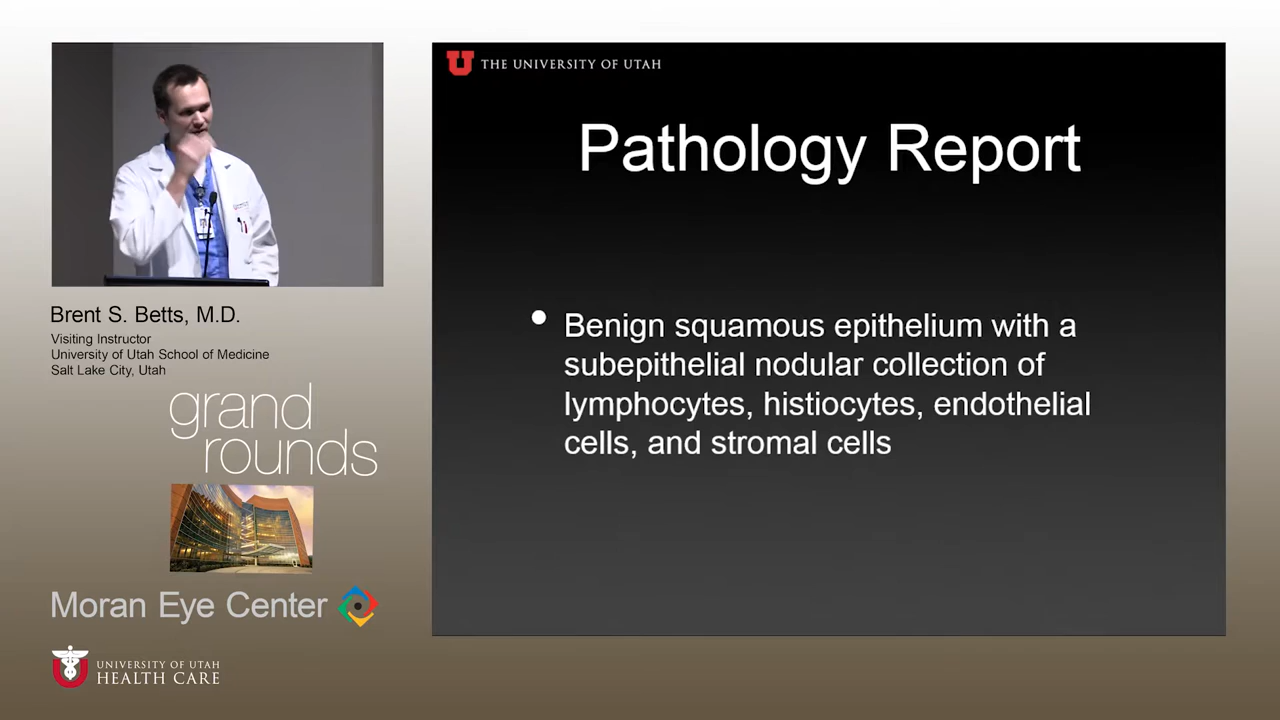 THE UNIVERSITY OF UTAH
Pathology Report
• Benign squamous epithelium with a
subepithelial nodular collection of
lymphocytes, histiocytes, endothelial
cells, and stromal cells
Brent S. Betts, M.D.
Visiting Instructor
University of Utah School of Medicine
Salt Lake City, Utah
grand
rounds
Moran Eye Center
UNIVERSITY OF UTAH
HEALTH CARE